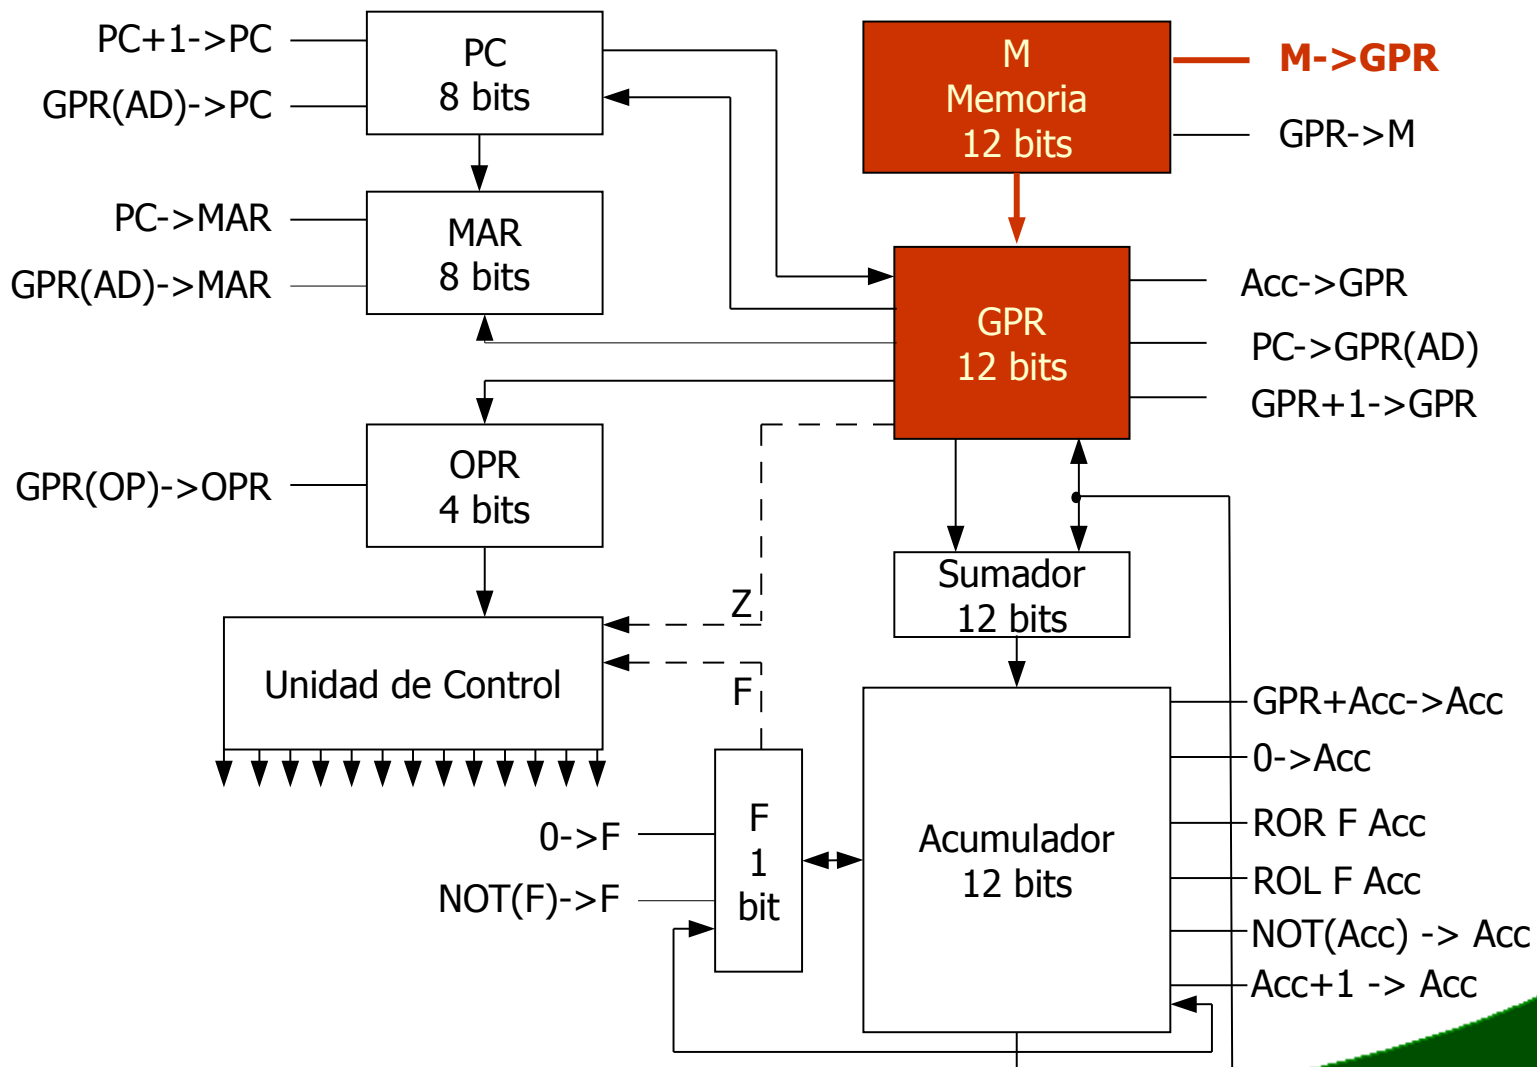 PC+1->PC
GPR(AD)->PC
PC
8 bits
M
Memoria
12 bits
M->GPR
GPR->M
PC->MAR
GPR(AD)->MAR
MAR
8 bits
GPR
12 bits
Acc->GPR
PC->GPR(AD)
GPR+1->GPR
GPR(OP)->OPR
OPR
4 bits
Sumador
12 bits
Z
F
Unidad de Control
0->F
NOT(F)->F
F
1
bit
Acumulador
12 bits
GPR+Acc->Acc
0->Acc
ROR F Acc
ROL F Acc
NOT(Acc) -> Acc
Acc+1 -> Acc